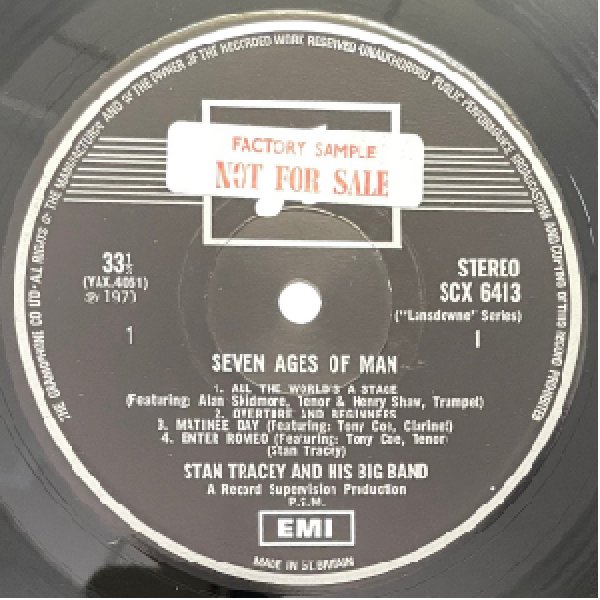 THE GRAMOPHONE CO LTD · ALL RIGHTS OF THE MANUFACTURER AND OF THE OWNER OF THE RECORDED WORK RESERVED · UNAUTHORISED PUBLIC PERFORMANCE BROADCASTING AND COPYING OF THIS RECORD PROHIBITED
FACTORY SAMPLE
NOT FOR SALE
33⅓
(YAX.4061)
℗ 1970
1
STEREO
SCX 6413
("Lansdowne" Series)
1
SEVEN AGES OF MAN
1. ALL THE WORLD'S A STAGE
(Featuring: Alan Skidmore, Tenor & Henry Shaw, Trumpet)
2. OVERTURE AND BEGINNERS
3. MATINEE DAY (Featuring: Tony Coe, Clarinet)
4. ENTER ROMEO (Featuring: Tony Coe, Tenor)
(Stan Tracey)
STAN TRACEY AND HIS BIG BAND
A Record Supervision Production
EMI
MADE IN GT. BRITAIN